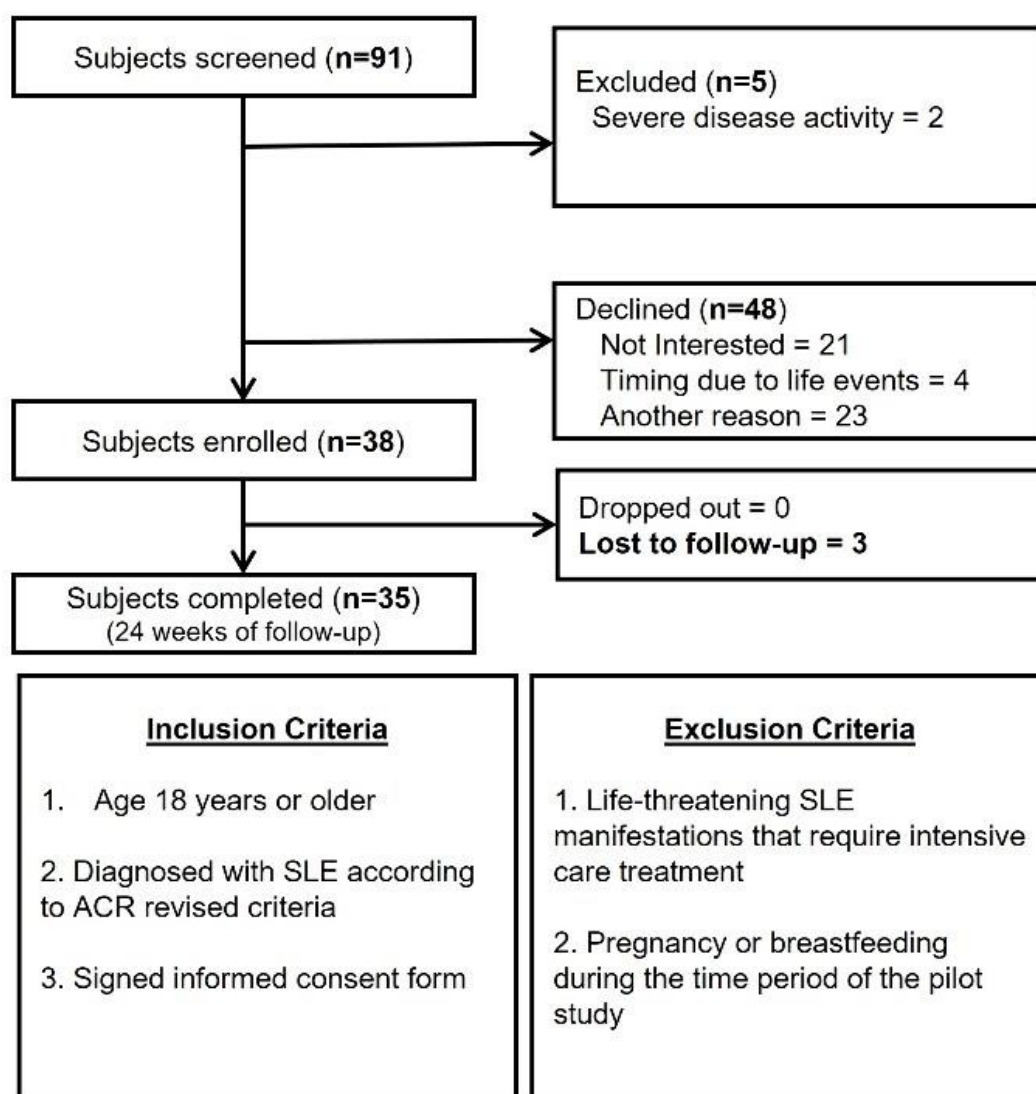 Subjects screened (n=91)
Excluded (n=5)
Severe disease activity = 2
Declined (n=48)
Not Interested = 21
Timing due to life events = 4
Another reason = 23
Subjects enrolled (n=38)
Dropped out = 0
Lost to follow-up = 3
Subjects completed (n=35)
(24 weeks of follow-up)
Inclusion Criteria
1. Age 18 years or older
2. Diagnosed with SLE according
to ACR revised criteria
3. Signed informed consent form
Exclusion Criteria
1. Life-threatening SLE
manifestations that require intensive
care treatment
2. Pregnancy or breastfeeding
during the time period of the pilot
study